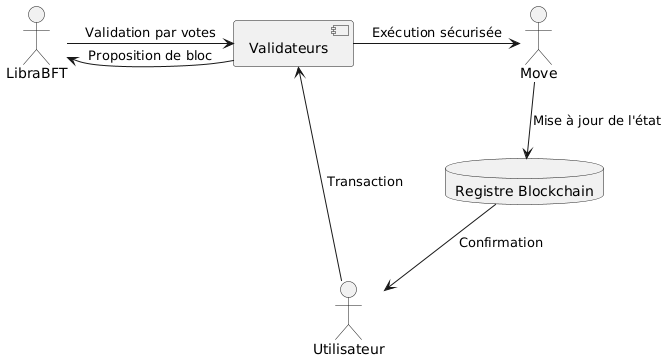 Validation par votes
Proposition de bloc
LibraBFT
Validateurs
Exécution sécurisée
Move
Mise à jour de l'état
Registre Blockchain
Transaction
Confirmation
Utilisateur